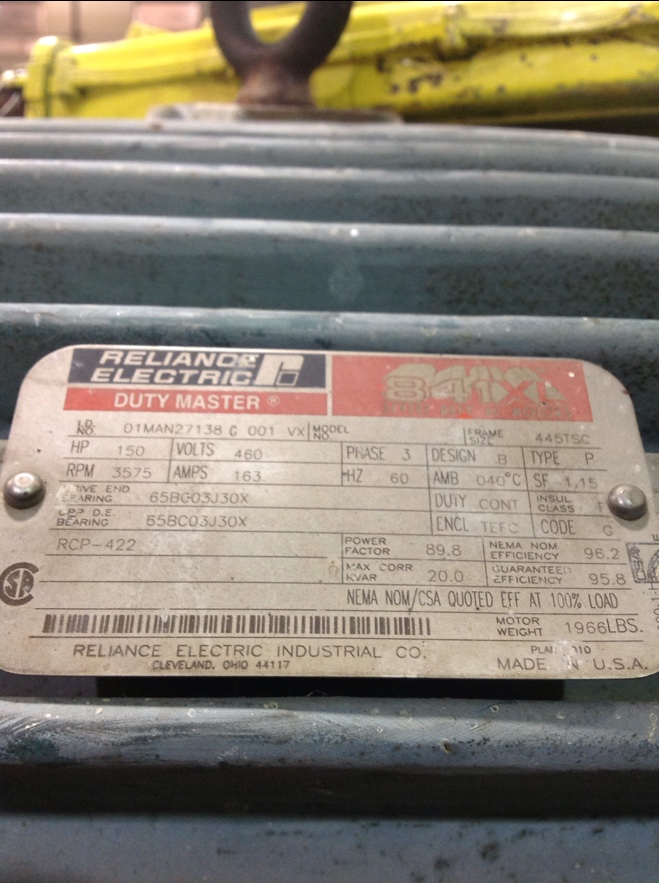 RELIANCE
ELECTRIC
DUTY MASTER ®
841XL
I.D. NO. 01MAN27138 G 001 VX MODEL NO. FRAME SIZE 445TSC
HP 150 VOLTS 460 PHASE 3 DESIGN B TYPE P
RPM 3575 AMPS 163. HZ 60 AMB 040°C SF 1.15
DRIVE END BEARING 65BG03J30X DUTY CONT INSUL CLASS F
OPP D.E. BEARING 65BC03J30X ENCL TEFC CODE G
RCP-422 POWER FACTOR 89.8 NEMA NOM EFFICIENCY 96.2
MAX CORR KVAR 20.0 GUARANTEED EFFICIENCY 95.8
NEMA NOM/CSA QUOTED EFF AT 100% LOAD
MOTOR WEIGHT 1966LBS.
RELIANCE ELECTRIC INDUSTRIAL CO.
CLEVELAND, OHIO 44117
MADE IN U.S.A.